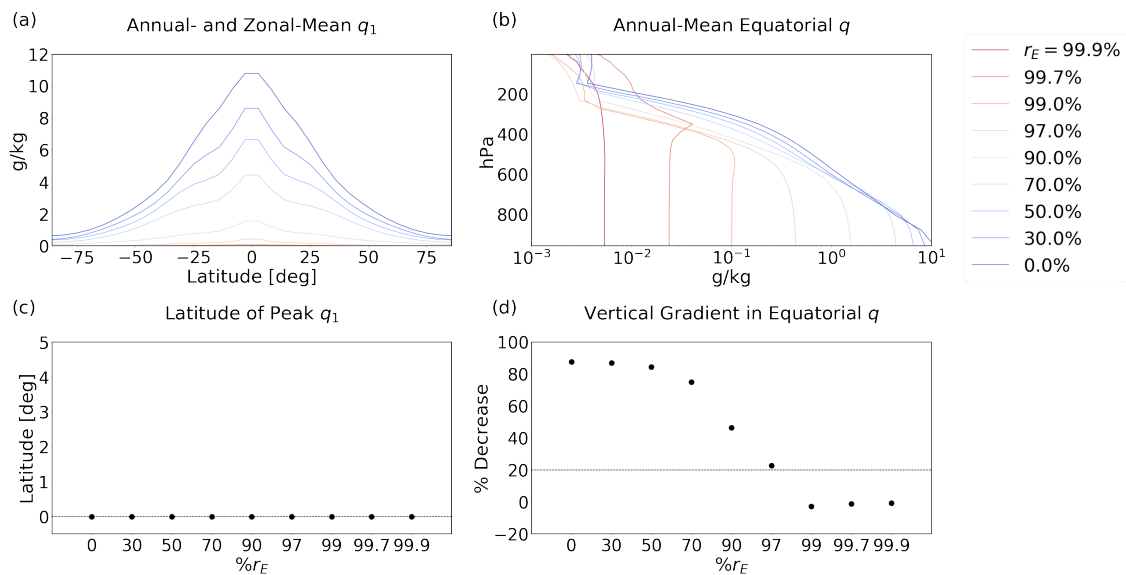 (a) Annual- and Zonal-Mean q₁
12
10
8
6
4
2
0
g/kg
−75 −50 −25 0 25 50 75
Latitude [deg]
(b) Annual-Mean Equatorial q
200
400
600
800
hPa
10⁻³ 10⁻² 10⁻¹ 10⁰ 10¹
g/kg
r_E = 99.9%
99.7%
99.0%
97.0%
90.0%
70.0%
50.0%
30.0%
0.0%
(c) Latitude of Peak q₁
5
4
3
2
1
0
Latitude [deg]
0 30 50 70 90 97 99 99.7 99.9
%r_E
(d) Vertical Gradient in Equatorial q
100
80
60
40
20
0
−20
% Decrease
0 30 50 70 90 97 99 99.7 99.9
%r_E